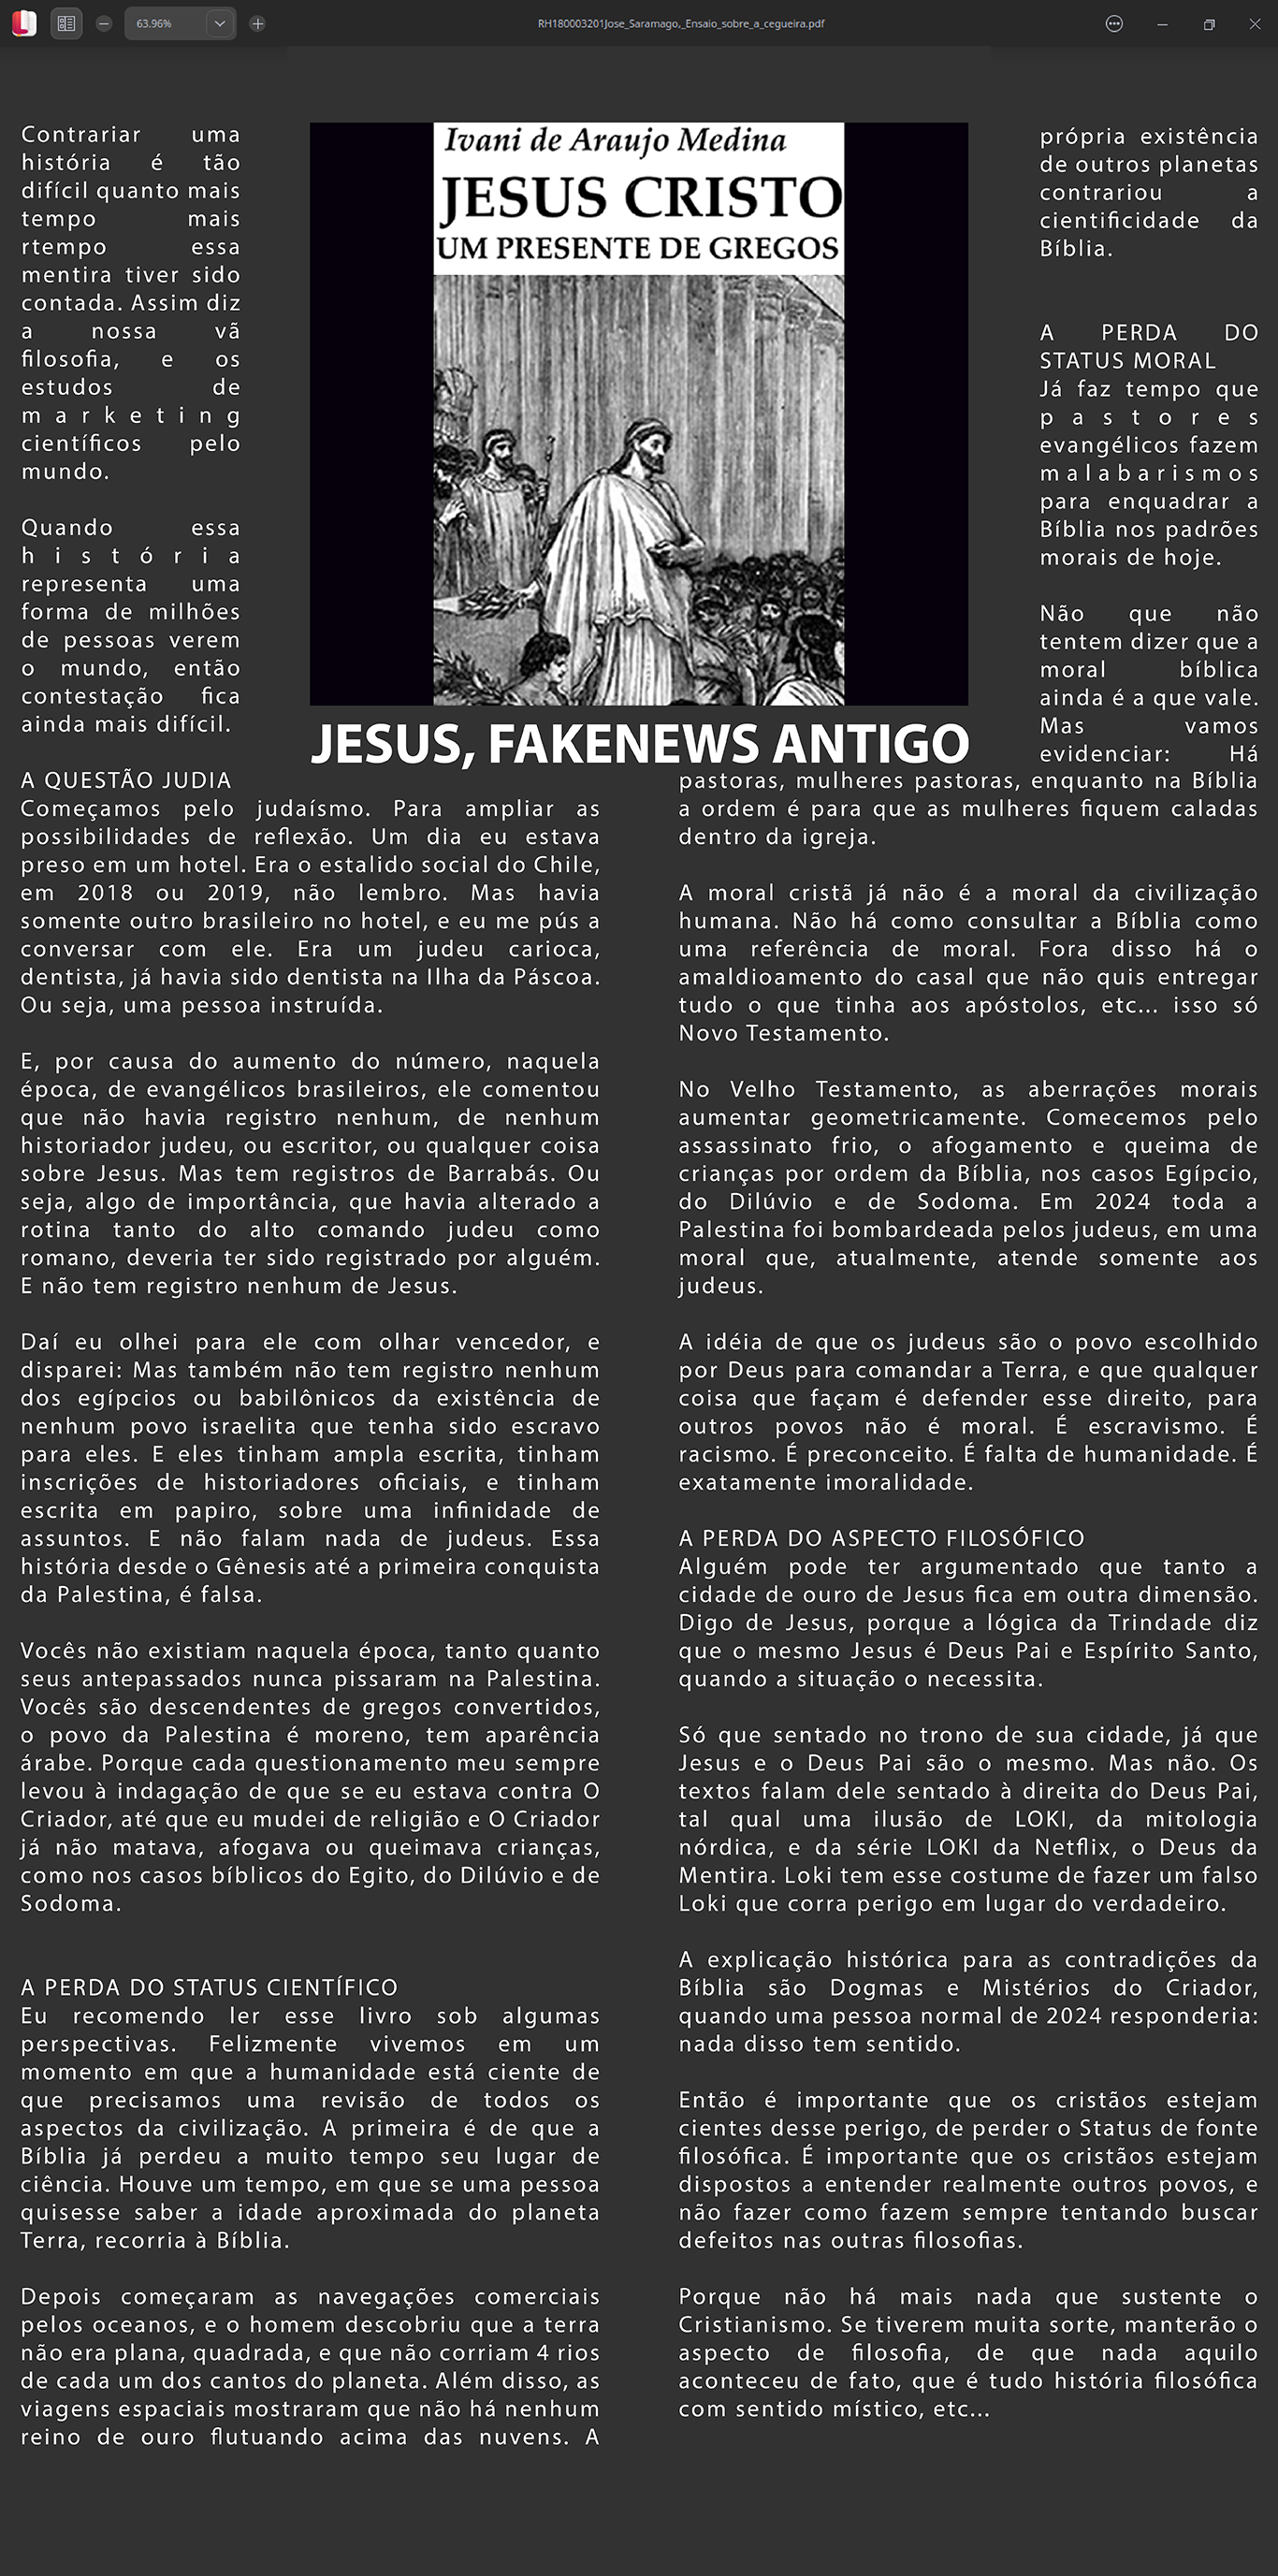 63.96%
RH180003201Jose_Saramago,_Ensaio_sobre_a_cegueira.pdf
Contrariar uma
história é tão
difícil quanto mais
tempo mais
rtempo essa
mentira tiver sido
contada. Assim diz
a nossa vã
filosofia, e os
estudos de
marketing
científicos pelo
mundo.
Quando essa
história
representa uma
forma de milhões
de pessoas verem
o mundo, então
contestação fica
ainda mais difícil.
Ivani de Araujo Medina
JESUS CRISTO
UM PRESENTE DE GREGOS
JESUS, FAKENEWS ANTIGO
A QUESTÃO JUDIA
Começamos pelo judaísmo. Para ampliar as
possibilidades de reflexão. Um dia eu estava
preso em um hotel. Era o estalido social do Chile,
em 2018 ou 2019, não lembro. Mas havia
somente outro brasileiro no hotel, e eu me pús a
conversar com ele. Era um judeu carioca,
dentista, já havia sido dentista na Ilha da Páscoa.
Ou seja, uma pessoa instruída.
E, por causa do aumento do número, naquela
época, de evangélicos brasileiros, ele comentou
que não havia registro nenhum, de nenhum
historiador judeu, ou escritor, ou qualquer coisa
sobre Jesus. Mas tem registros de Barrabás. Ou
seja, algo de importância, que havia alterado a
rotina tanto do alto comando judeu como
romano, deveria ter sido registrado por alguém.
E não tem registro nenhum de Jesus.
Daí eu olhei para ele com olhar vencedor, e
disparei: Mas também não tem registro nenhum
dos egípcios ou babilônicos da existência de
nenhum povo israelita que tenha sido escravo
para eles. E eles tinham ampla escrita, tinham
inscrições de historiadores oficiais, e tinham
escrita em papiro, sobre uma infinidade de
assuntos. E não falam nada de judeus. Essa
história desde o Gênesis até a primeira conquista
da Palestina, é falsa.
Vocês não existiam naquela época, tanto quanto
seus antepassados nunca pissaram na Palestina.
Vocês são descendentes de gregos convertidos,
o povo da Palestina é moreno, tem aparência
árabe. Porque cada questionamento meu sempre
levou à indagação de que se eu estava contra O
Criador, até que eu mudei de religião e O Criador
já não matava, afogava ou queimava crianças,
como nos casos bíblicos do Egito, do Dilúvio e de
Sodoma.
A PERDA DO STATUS CIENTÍFICO
Eu recomendo ler esse livro sob algumas
perspectivas. Felizmente vivemos em um
momento em que a humanidade está ciente de
que precisamos uma revisão de todos os
aspectos da civilização. A primeira é de que a
Bíblia já perdeu a muito tempo seu lugar de
ciência. Houve um tempo, em que se uma pessoa
quisesse saber a idade aproximada do planeta
Terra, recorria à Bíblia.
Depois começaram as navegações comerciais
pelos oceanos, e o homem descobriu que a terra
não era plana, quadrada, e que não corriam 4 rios
de cada um dos cantos do planeta. Além disso, as
viagens espaciais mostraram que não há nenhum
reino de ouro flutuando acima das nuvens. A
própria existência
de outros planetas
contrariou a
cientificidade da
Bíblia.
A PERDA DO
STATUS MORAL
Já faz tempo que
pastores
evangélicos fazem
malabarismos
para enquadrar a
Bíblia nos padrões
morais de hoje.
Não que não
tentem dizer que a
moral bíblica
ainda é a que vale.
Mas vamos
evidenciar: Há
pastoras, mulheres pastoras, enquanto na Bíblia
a ordem é para que as mulheres fiquem caladas
dentro da igreja.
A moral cristã já não é a moral da civilização
humana. Não há como consultar a Bíblia como
uma referência de moral. Fora disso há o
amaldioamento do casal que não quis entregar
tudo o que tinha aos apóstolos, etc... isso só
Novo Testamento.
No Velho Testamento, as aberrações morais
aumentar geometricamente. Comecemos pelo
assassinato frio, o afogamento e queima de
crianças por ordem da Bíblia, nos casos Egípcio,
do Dilúvio e de Sodoma. Em 2024 toda a
Palestina foi bombardeada pelos judeus, em uma
moral que, atualmente, atende somente aos
judeus.
A idéia de que os judeus são o povo escolhido
por Deus para comandar a Terra, e que qualquer
coisa que façam é defender esse direito, para
outros povos não é moral. É escravismo. É
racismo. É preconceito. É falta de humanidade. É
exatamente imoralidade.
A PERDA DO ASPECTO FILOSÓFICO
Alguém pode ter argumentado que tanto a
cidade de ouro de Jesus fica em outra dimensão.
Digo de Jesus, porque a lógica da Trindade diz
que o mesmo Jesus é Deus Pai e Espírito Santo,
quando a situação o necessita.
Só que sentado no trono de sua cidade, já que
Jesus e o Deus Pai são o mesmo. Mas não. Os
textos falam dele sentado à direita do Deus Pai,
tal qual uma ilusão de LOKI, da mitologia
nórdica, e da série LOKI da Netflix, o Deus da
Mentira. Loki tem esse costume de fazer um falso
Loki que corra perigo em lugar do verdadeiro.
A explicação histórica para as contradições da
Bíblia são Dogmas e Mistérios do Criador,
quando uma pessoa normal de 2024 responderia:
nada disso tem sentido.
Então é importante que os cristãos estejam
cientes desse perigo, de perder o Status de fonte
filosófica. É importante que os cristãos estejam
dispostos a entender realmente outros povos, e
não fazer como fazem sempre tentando buscar
defeitos nas outras filosofias.
Porque não há mais nada que sustente o
Cristianismo. Se tiverem muita sorte, manterão o
aspecto de filosofia, de que nada aquilo
aconteceu de fato, que é tudo história filosófica
com sentido místico, etc...